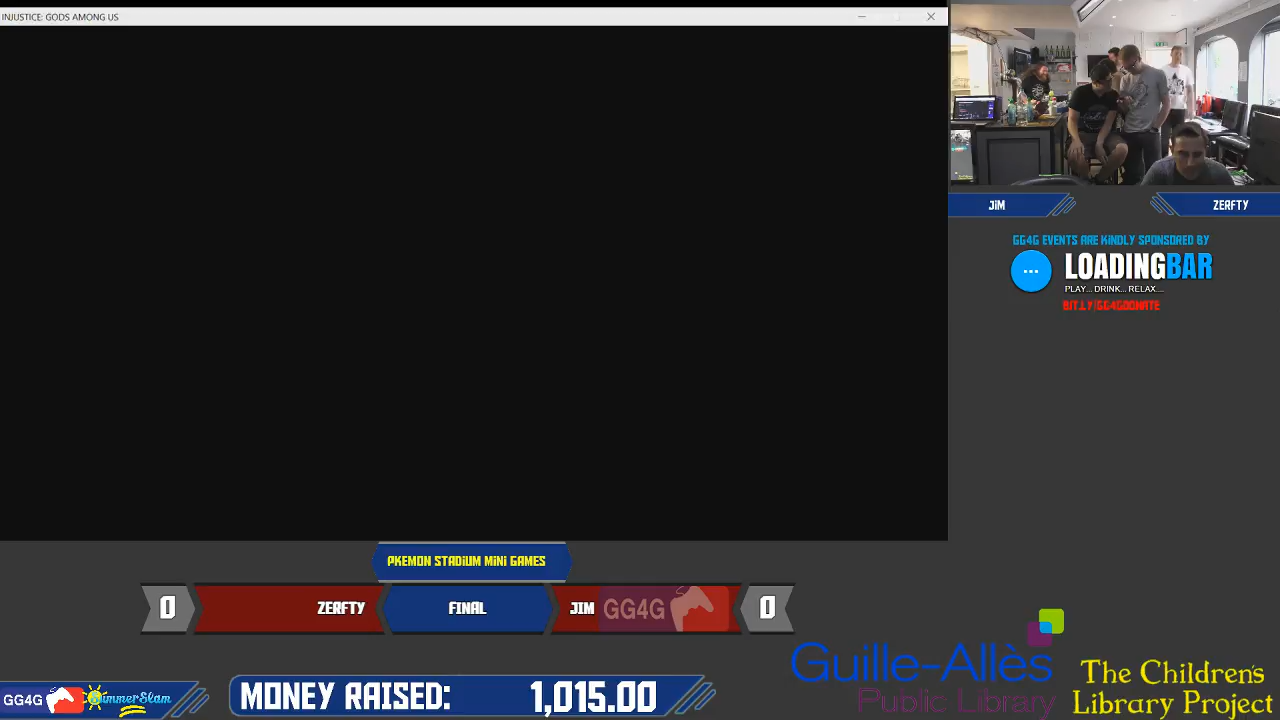 INJUSTICE: GODS AMONG US
JIM
ZERFTY
GG4G EVENTS ARE KINDLY SPONSORED BY
LOADINGBAR
PLAY... DRINK... RELAX....
BIT.LY/GG4GDONATE
PKEMON STADIUM MINI GAMES
0 ZERFTY FINAL JIM GG4G 0
Guille-Allès
Public Library
The Children's
Library Project
GG4G SummerSlam
MONEY RAISED: 1,015.00